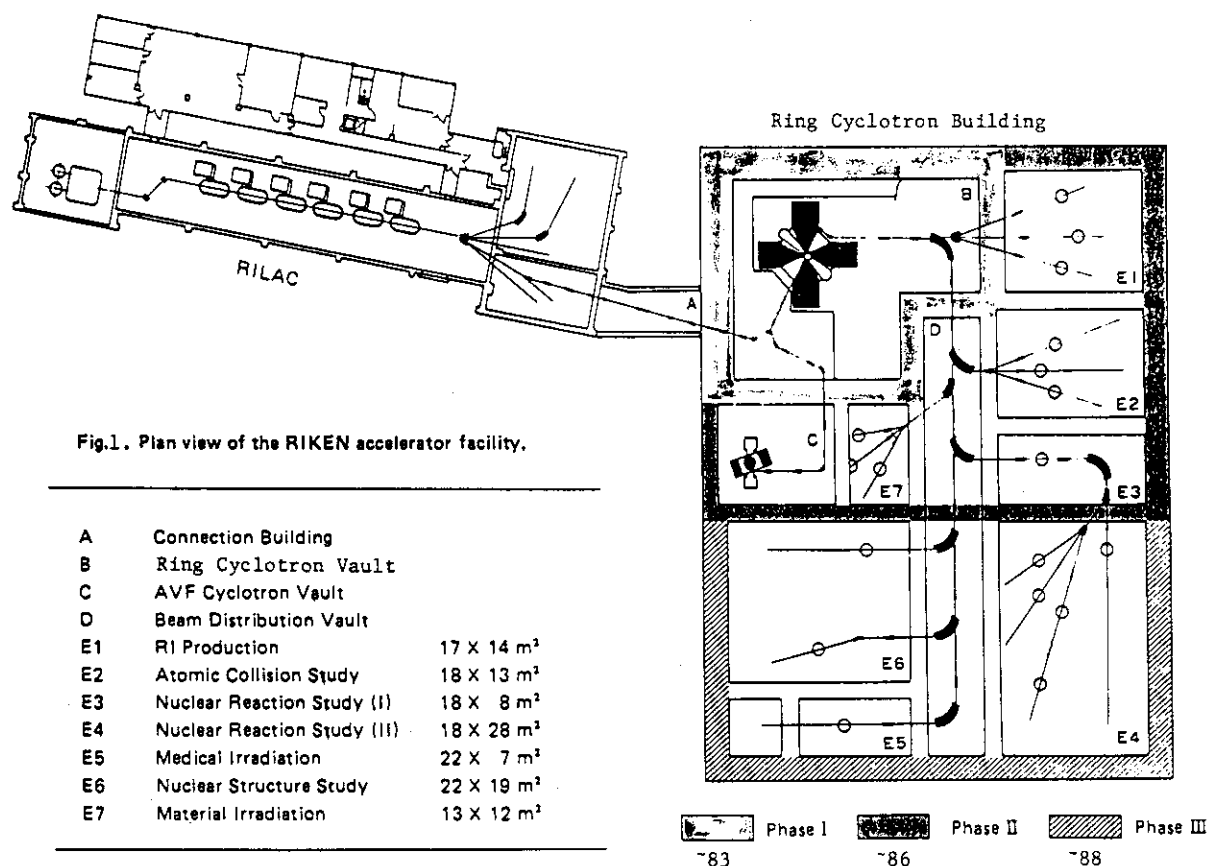 Ring Cyclotron Building
RILAC
A
B
C
D
E1
E2
E3
E7
E6
E5
E4
Fig.1. Plan view of the RIKEN accelerator facility.
A Connection Building
B Ring Cyclotron Vault
C AVF Cyclotron Vault
D Beam Distribution Vault
E1 RI Production 17 X 14 m²
E2 Atomic Collision Study 18 X 13 m²
E3 Nuclear Reaction Study (I) 18 X 8 m²
E4 Nuclear Reaction Study (II) 18 X 28 m²
E5 Medical Irradiation 22 X 7 m²
E6 Nuclear Structure Study 22 X 19 m²
E7 Material Irradiation 13 X 12 m²
Phase I Phase II Phase III
~83 ~86 ~88